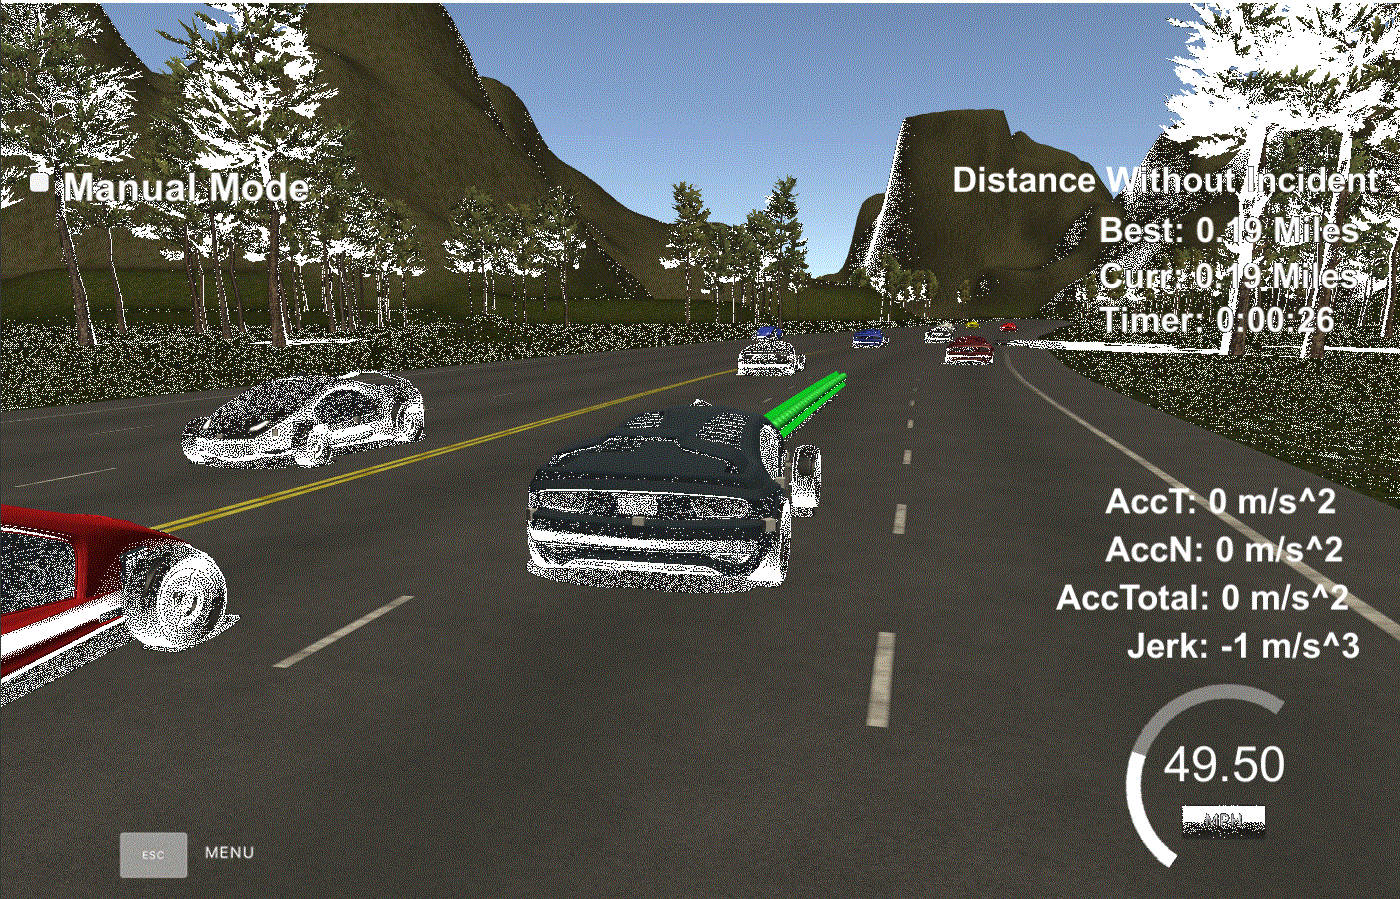 Manual Mode
Distance Without Incident
Best: 0.19 Miles
Curr: 0.19 Miles
Timer: 0:00:26
AccT: 0 m/s^2
AccN: 0 m/s^2
AccTotal: 0 m/s^2
Jerk: -1 m/s^3
49.50
MPH
ESC MENU